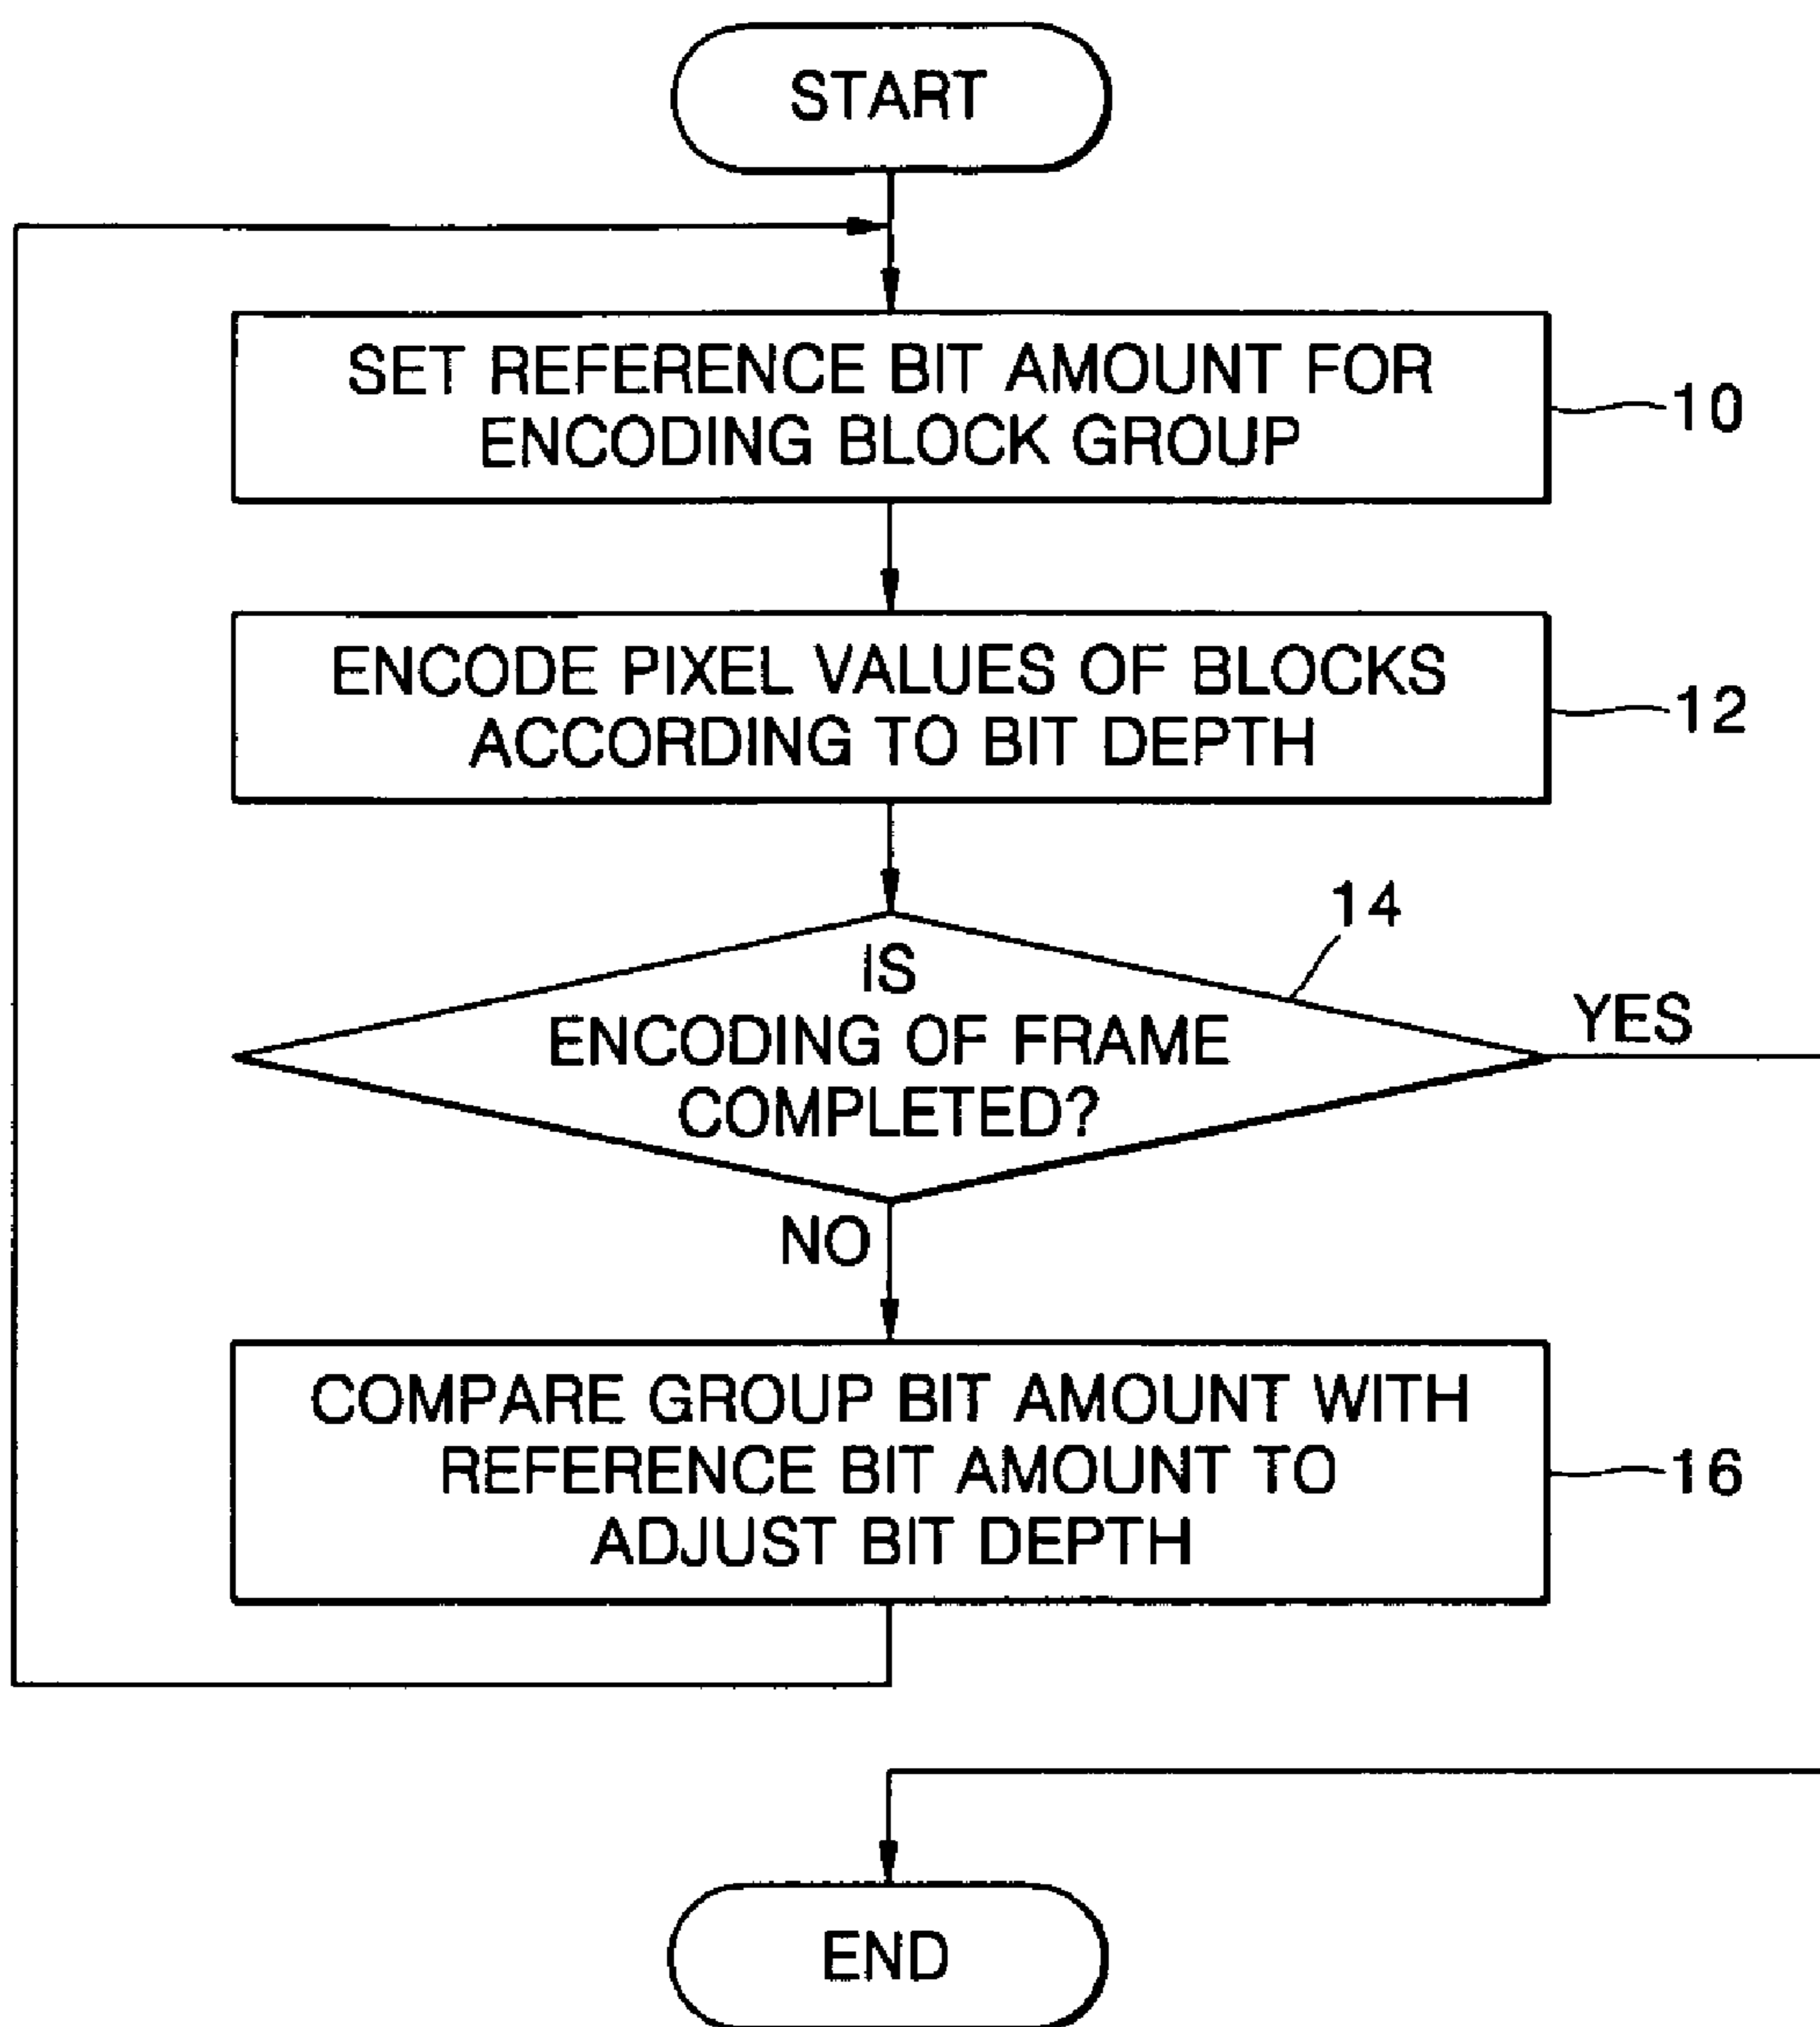 START
SET REFERENCE BIT AMOUNT FOR
ENCODING BLOCK GROUP
10
ENCODE PIXEL VALUES OF BLOCKS
ACCORDING TO BIT DEPTH
12
14
IS
ENCODING OF FRAME
COMPLETED?
YES
NO
COMPARE GROUP BIT AMOUNT WITH
REFERENCE BIT AMOUNT TO
ADJUST BIT DEPTH
16
END